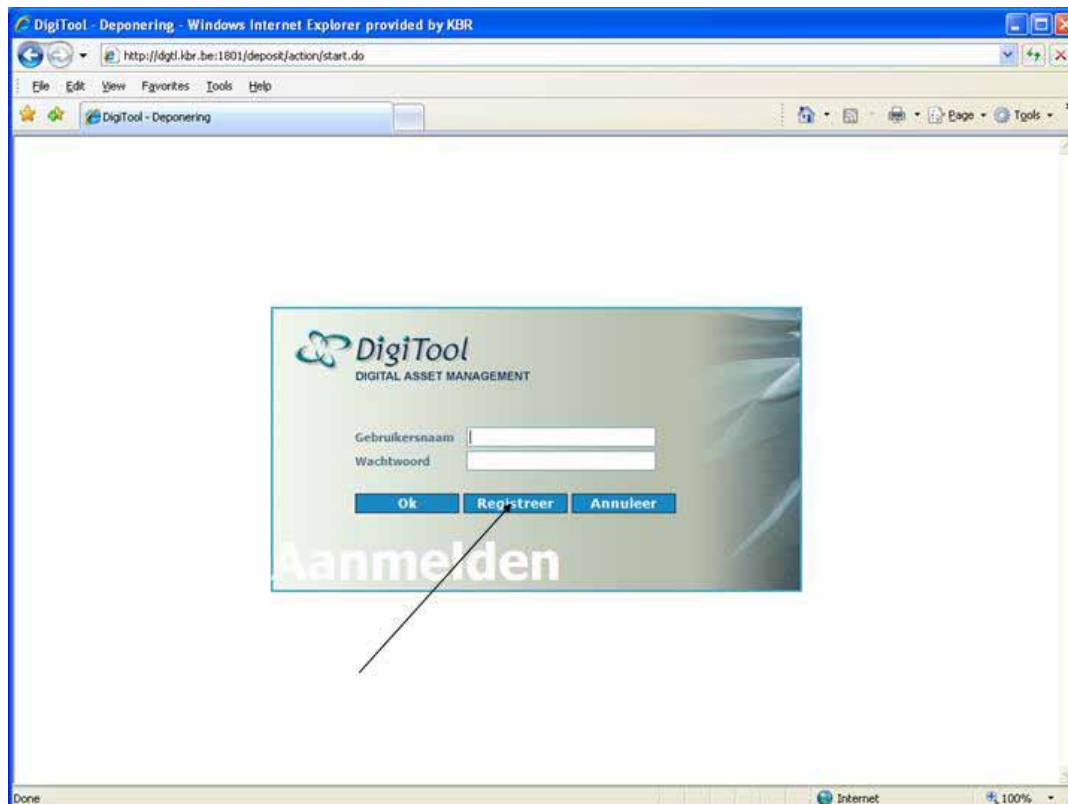 DigiTool - Deponering - Windows Internet Explorer provided by KBR
http://dgtl.kbr.be:1801/deposit/action/start.do
File Edit View Favorites Tools Help
DigiTool - Deponering
Page Tools
DigiTool
DIGITAL ASSET MANAGEMENT
Gebruikersnaam
Wachtwoord
Ok Registreer Annuleer
Aanmelden
Done Internet 100%